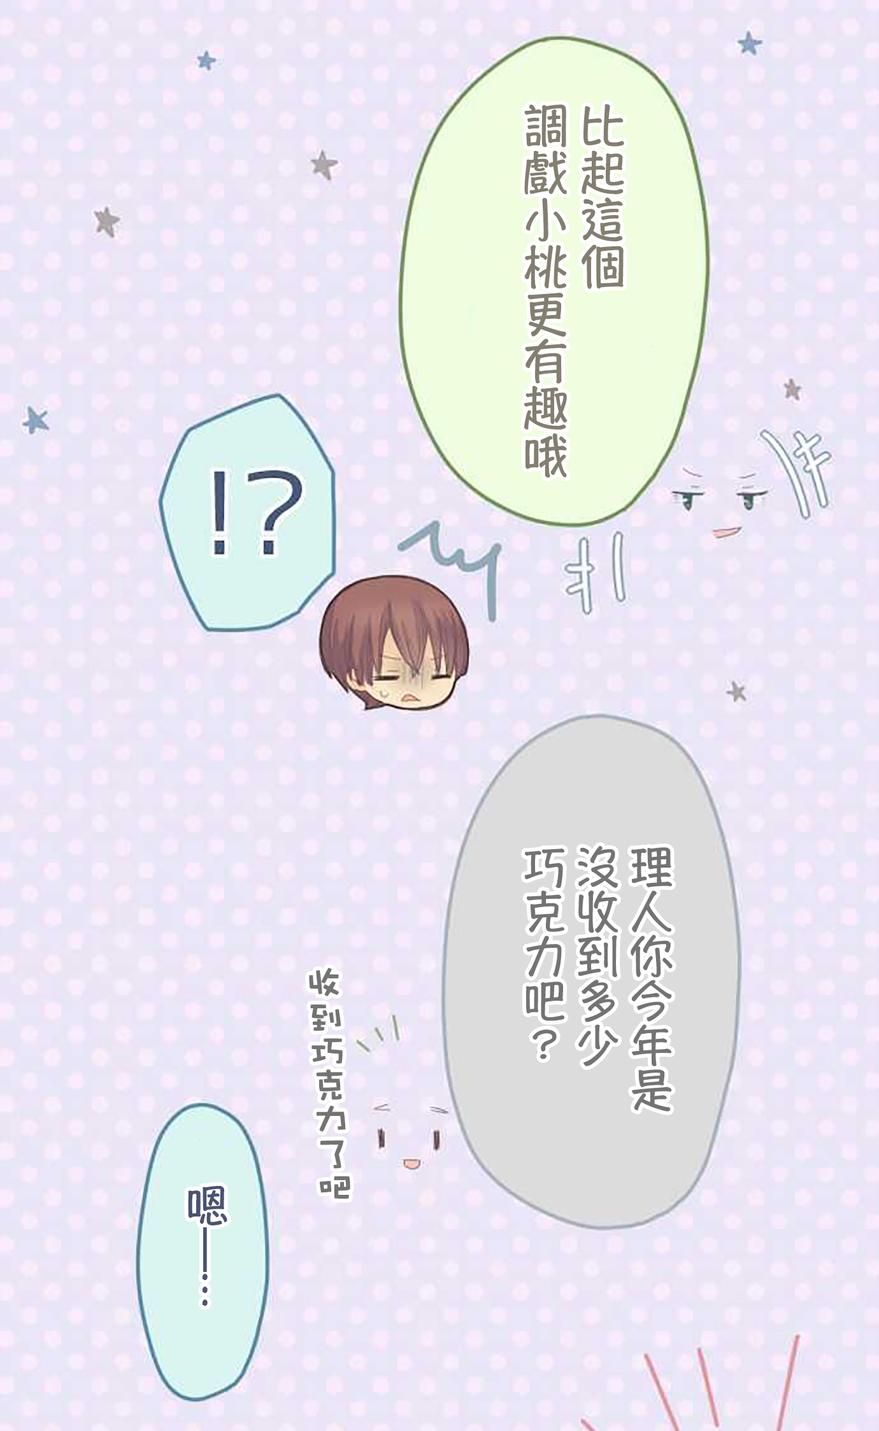 比起這個
調戲小桃更有趣哦
!?
理人你今年是
沒收到多少
巧克力吧?
收到巧克力了吧
嗯——…